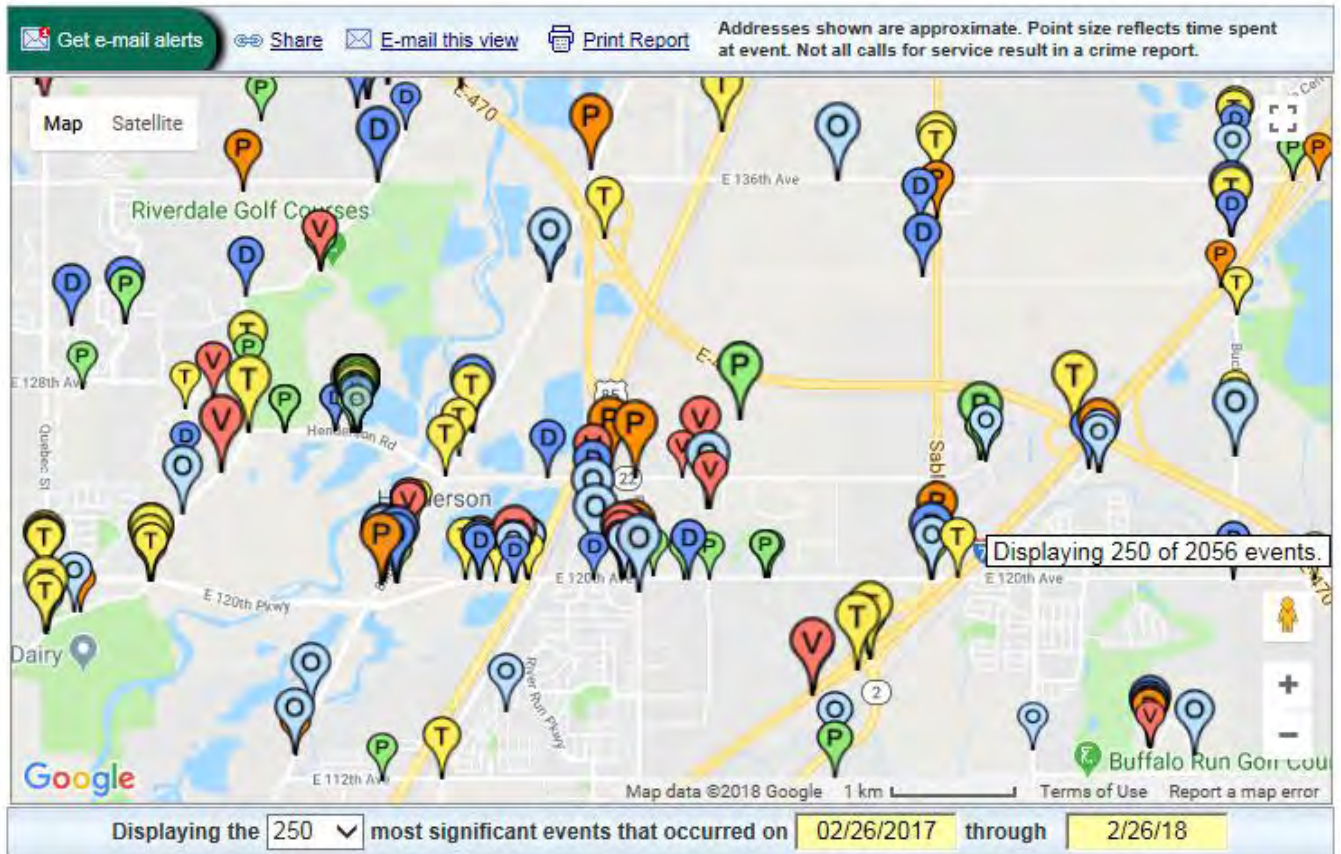 Get e-mail alerts
Share
E-mail this view
Print Report
Addresses shown are approximate. Point size reflects time spent
at event. Not all calls for service result in a crime report.
Map
Satellite
E-470
E 136th Ave
Riverdale Golf Courses
E 128th Ave
Quebec St
Henderson Rd
85
22
Henderson
Displaying 250 of 2056 events.
E 120th Ave
E 120th Ave
E-470
E 120th Pkwy
Dairy
River Run Pkwy
2
Buffalo Run Golf Cou
Google
E 112th Ave
Map data ©2018 Google
1 km
Terms of Use
Report a map error
Displaying the 250 most significant events that occurred on 02/26/2017 through 2/26/18